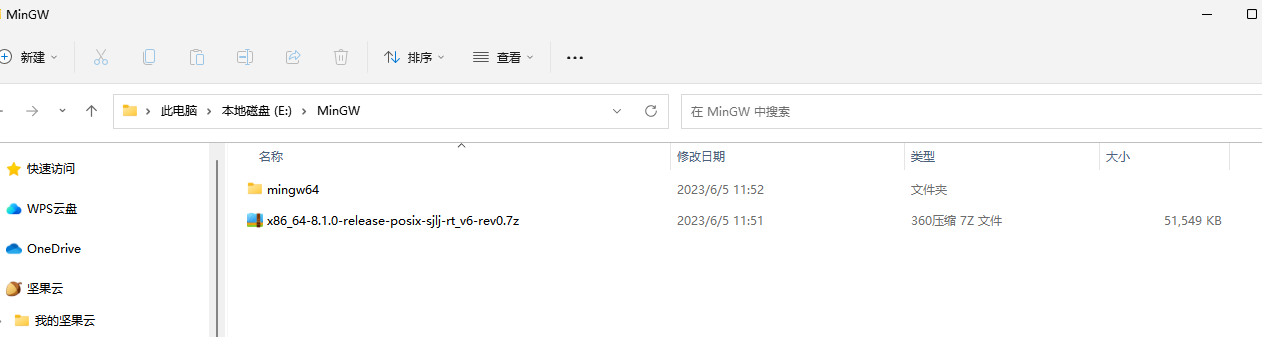 MinGW
新建 排序 查看
此电脑 本地磁盘 (E:) MinGW 在 MinGW 中搜索
名称 修改日期 类型 大小
快速访问
mingw64 2023/6/5 11:52 文件夹
WPS云盘
x86_64-8.1.0-release-posix-sjlj-rt_v6-rev0.7z 2023/6/5 11:51 360压缩 7Z 文件 51,549 KB
OneDrive
坚果云
我的坚果云